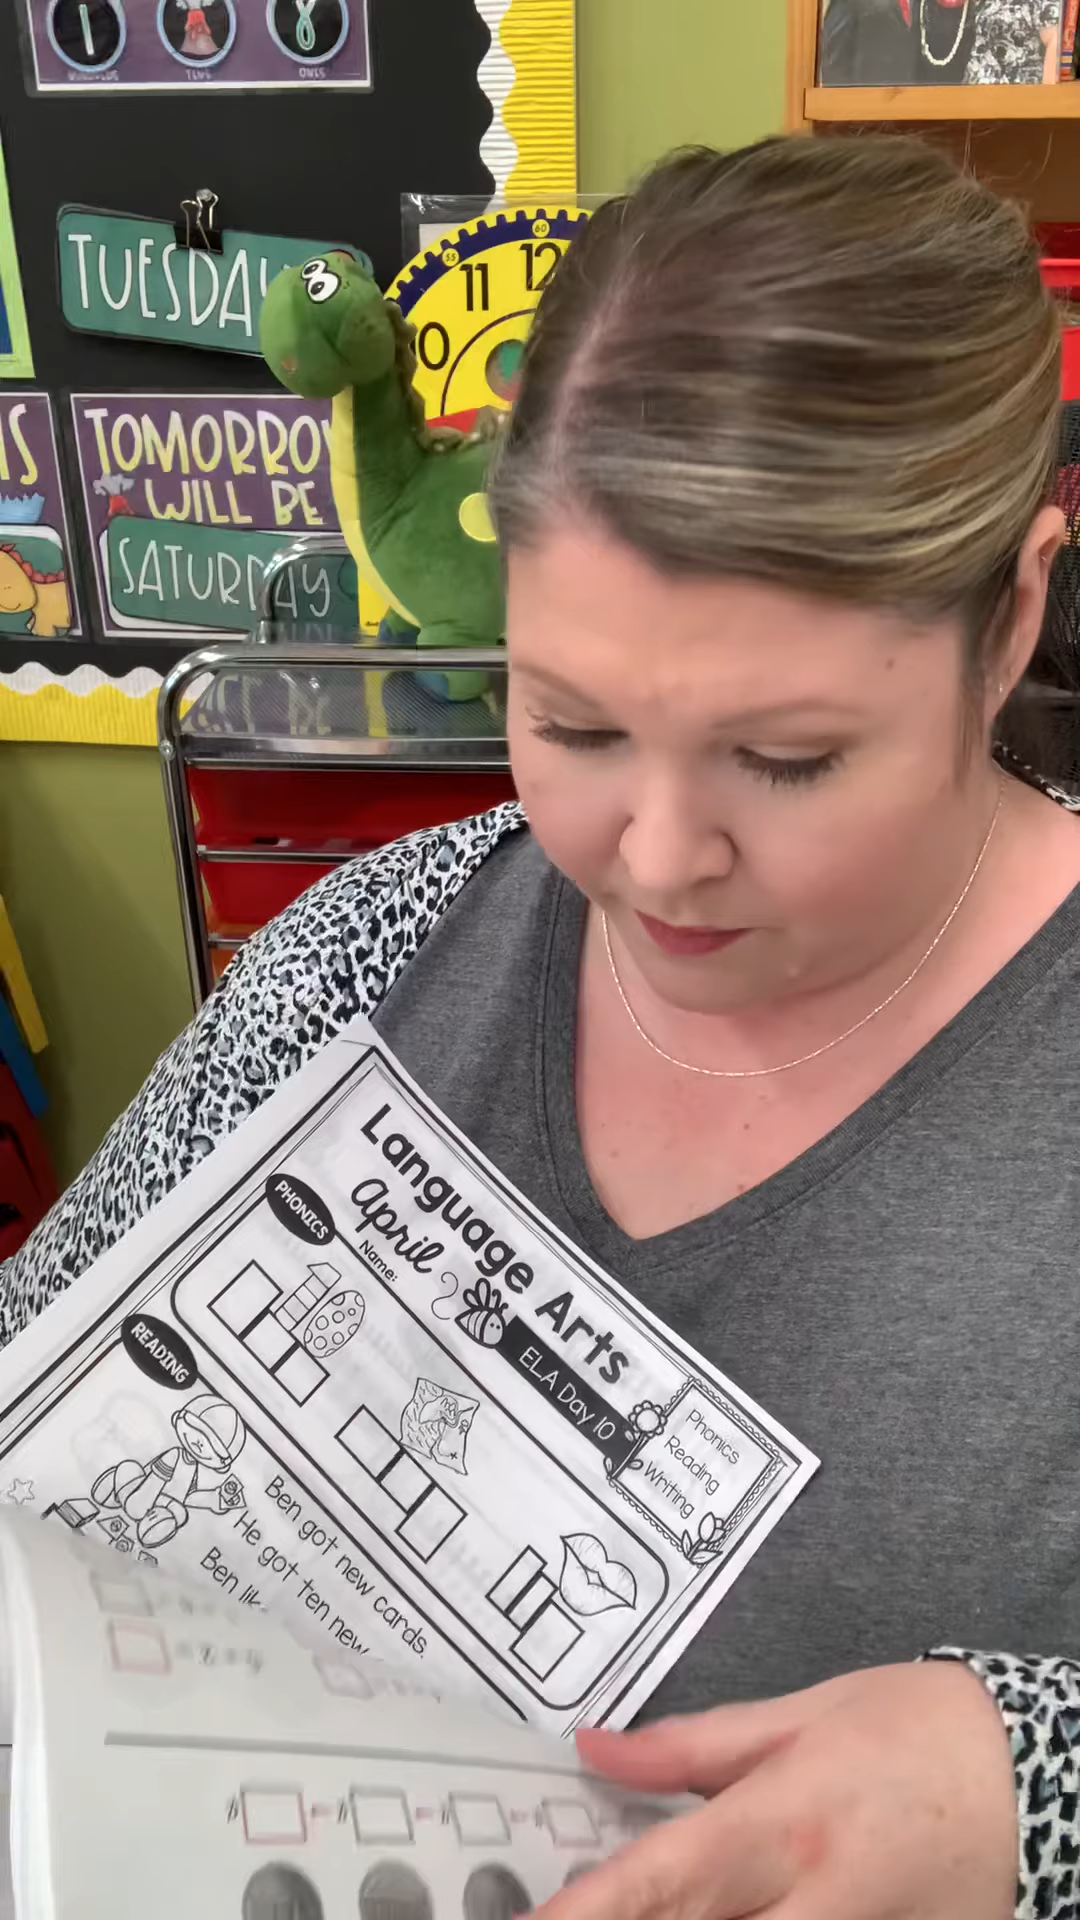 TUESDAY
11
12
TOMORROW
WILL BE
SATURDAY
Language Arts
April
ELA Day 10
Name:
Phonics
Reading
Writing
PHONICS
READING
Ben got new cards.
He got ten new
Ben